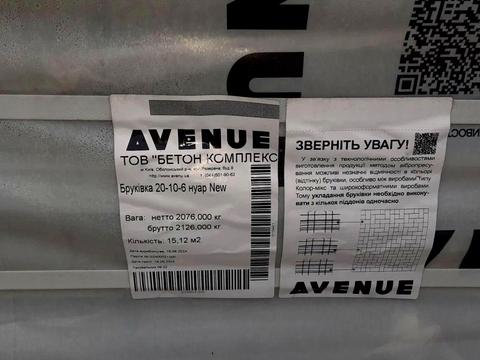 AVENUE
ТОВ "БЕТОН КОМПЛЕКС
Бруківка 20-10-6 нуар New
Вага: нетто 2076,000 кг
брутто 2126,000 кг
Кількість: 15,12 м2
ЗВЕРНІТЬ УВАГУ!
У зв'язку з технологічними особливостями
виготовлення продукції методом вібропресу-
вання можливі незначні відмінності в кольорі
(відтінку) бруківки, особливо між виробами типу
Колор-мікс та широкоформатними виробами.
Тому укладання бруківки необхідно викону-
вати з кількох піддонів одночасно
AVENUE